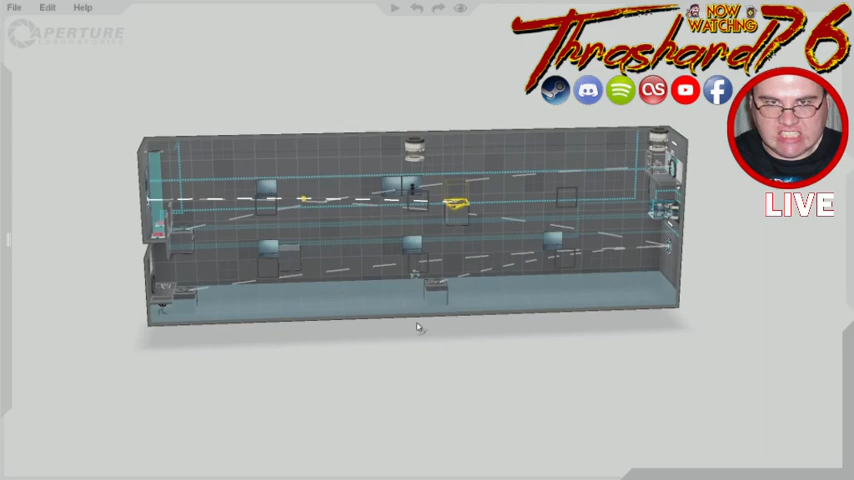 File Edit Help
APERTURE
LABORATORIES
NOW
WATCHING
Thrashard76
LIVE